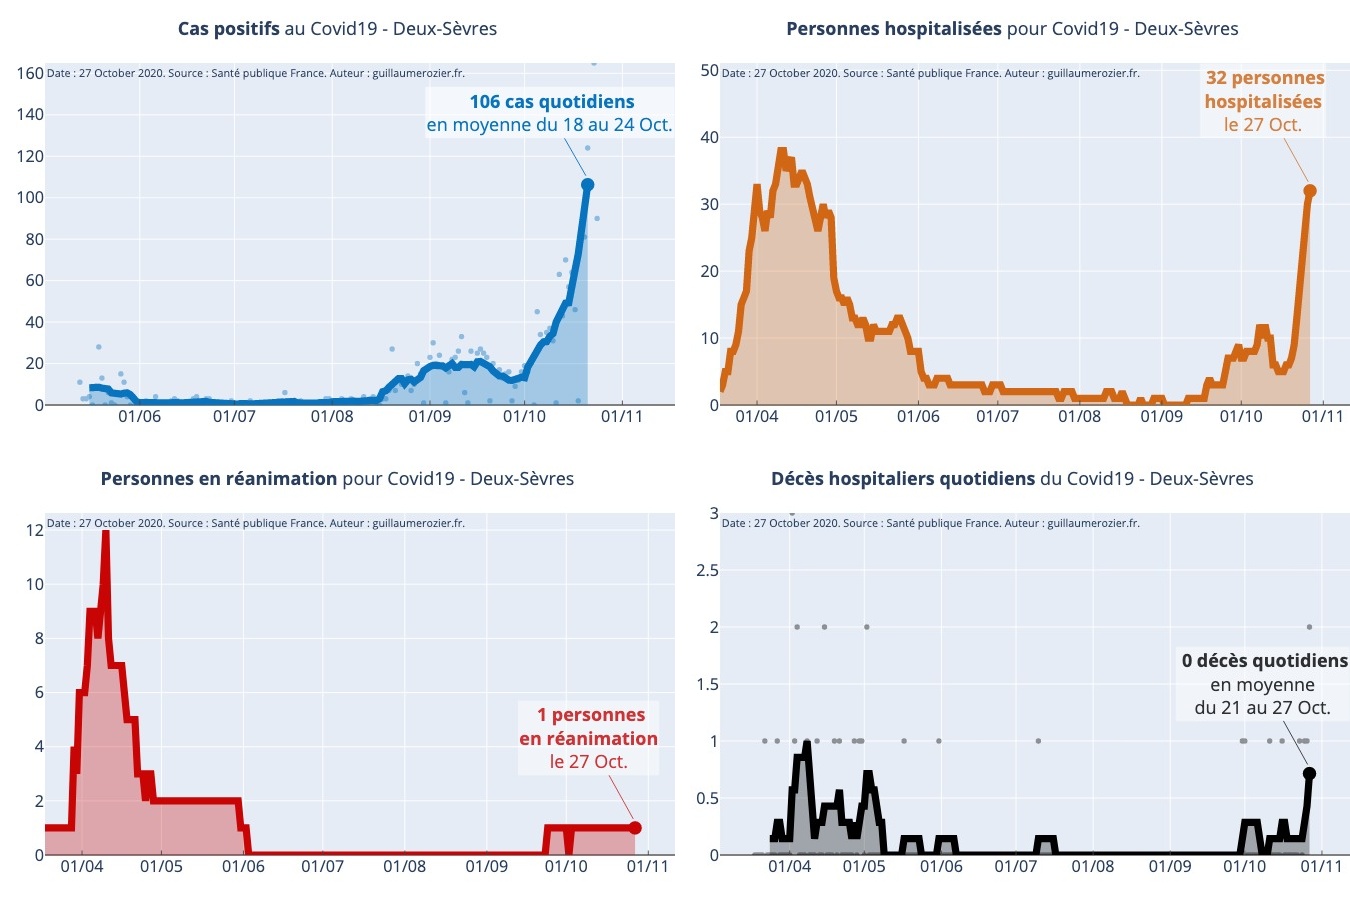 Cas positifs au Covid19 - Deux-Sèvres
Date : 27 October 2020. Source : Santé publique France. Auteur : guillaumerozier.fr.
106 cas quotidiens
en moyenne du 18 au 24 Oct.
160
140
120
100
80
60
40
20
0
01/06 01/07 01/08 01/09 01/10 01/11
Personnes hospitalisées pour Covid19 - Deux-Sèvres
Date : 27 October 2020. Source : Santé publique France. Auteur : guillaumerozier.fr.
32 personnes
hospitalisées
le 27 Oct.
50
40
30
20
10
0
01/04 01/05 01/06 01/07 01/08 01/09 01/10 01/11
Personnes en réanimation pour Covid19 - Deux-Sèvres
Date : 27 October 2020. Source : Santé publique France. Auteur : guillaumerozier.fr.
1 personnes
en réanimation
le 27 Oct.
12
10
8
6
4
2
0
01/04 01/05 01/06 01/07 01/08 01/09 01/10 01/11
Décès hospitaliers quotidiens du Covid19 - Deux-Sèvres
Date : 27 October 2020. Source : Santé publique France. Auteur : guillaumerozier.fr.
0 décès quotidiens
en moyenne
du 21 au 27 Oct.
3
2.5
2
1.5
1
0.5
0
01/04 01/05 01/06 01/07 01/08 01/09 01/10 01/11